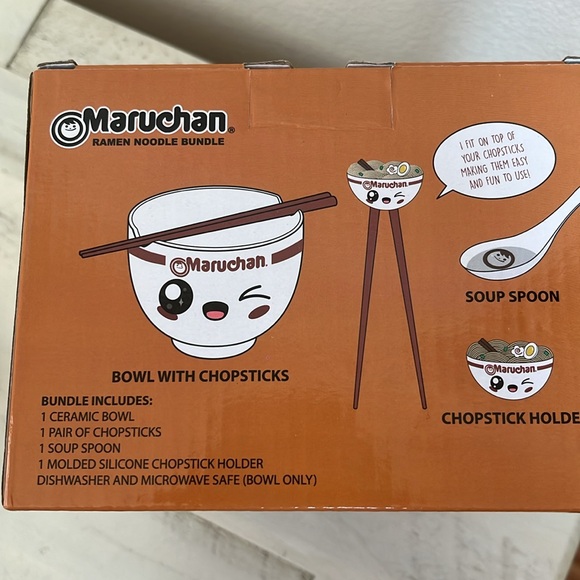 Maruchan®
RAMEN NOODLE BUNDLE
Maruchan.
BOWL WITH CHOPSTICKS
BUNDLE INCLUDES:
1 CERAMIC BOWL
1 PAIR OF CHOPSTICKS
1 SOUP SPOON
1 MOLDED SILICONE CHOPSTICK HOLDER
DISHWASHER AND MICROWAVE SAFE (BOWL ONLY)
Maruchan.
I FIT ON TOP OF
YOUR CHOPSTICKS
MAKING THEM EASY
AND FUN TO USE!
SOUP SPOON
Maruchan.
CHOPSTICK HOLDE